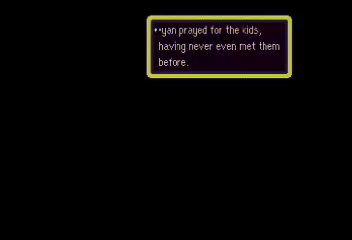 ••yan prayed for the kids,
having never even met them
before.